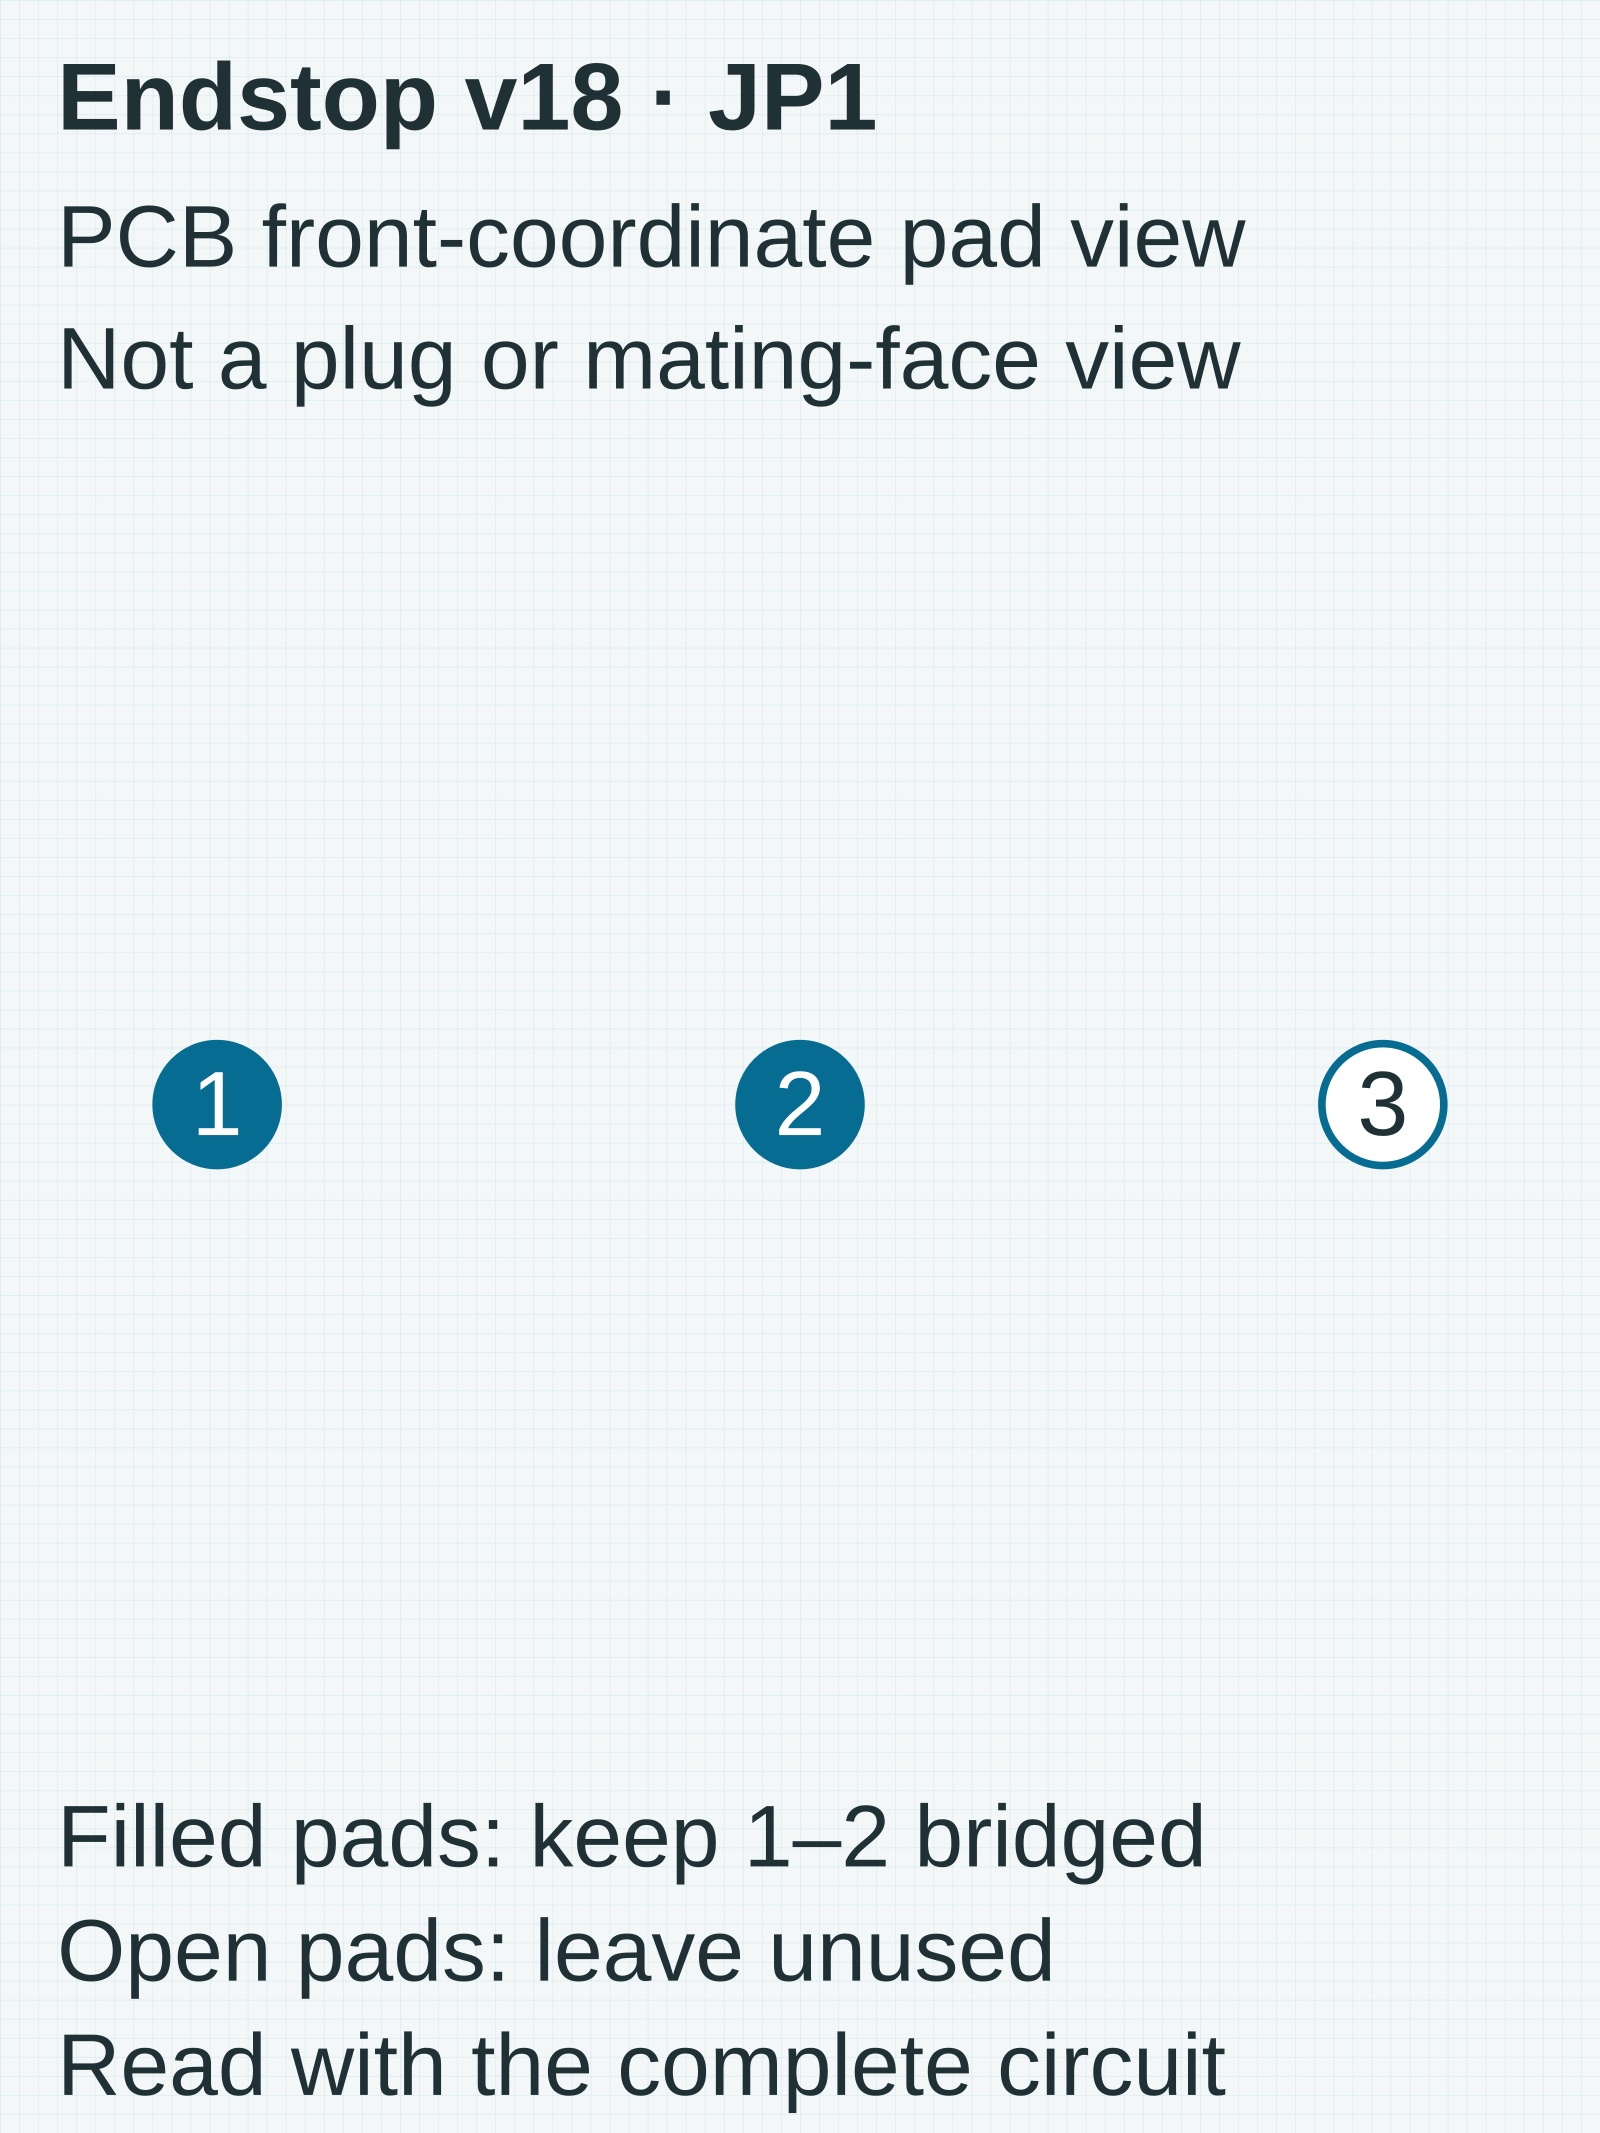 Endstop v18 · JP1
PCB front-coordinate pad view
Not a plug or mating-face view
1 2 3
Filled pads: keep 1–2 bridged
Open pads: leave unused
Read with the complete circuit